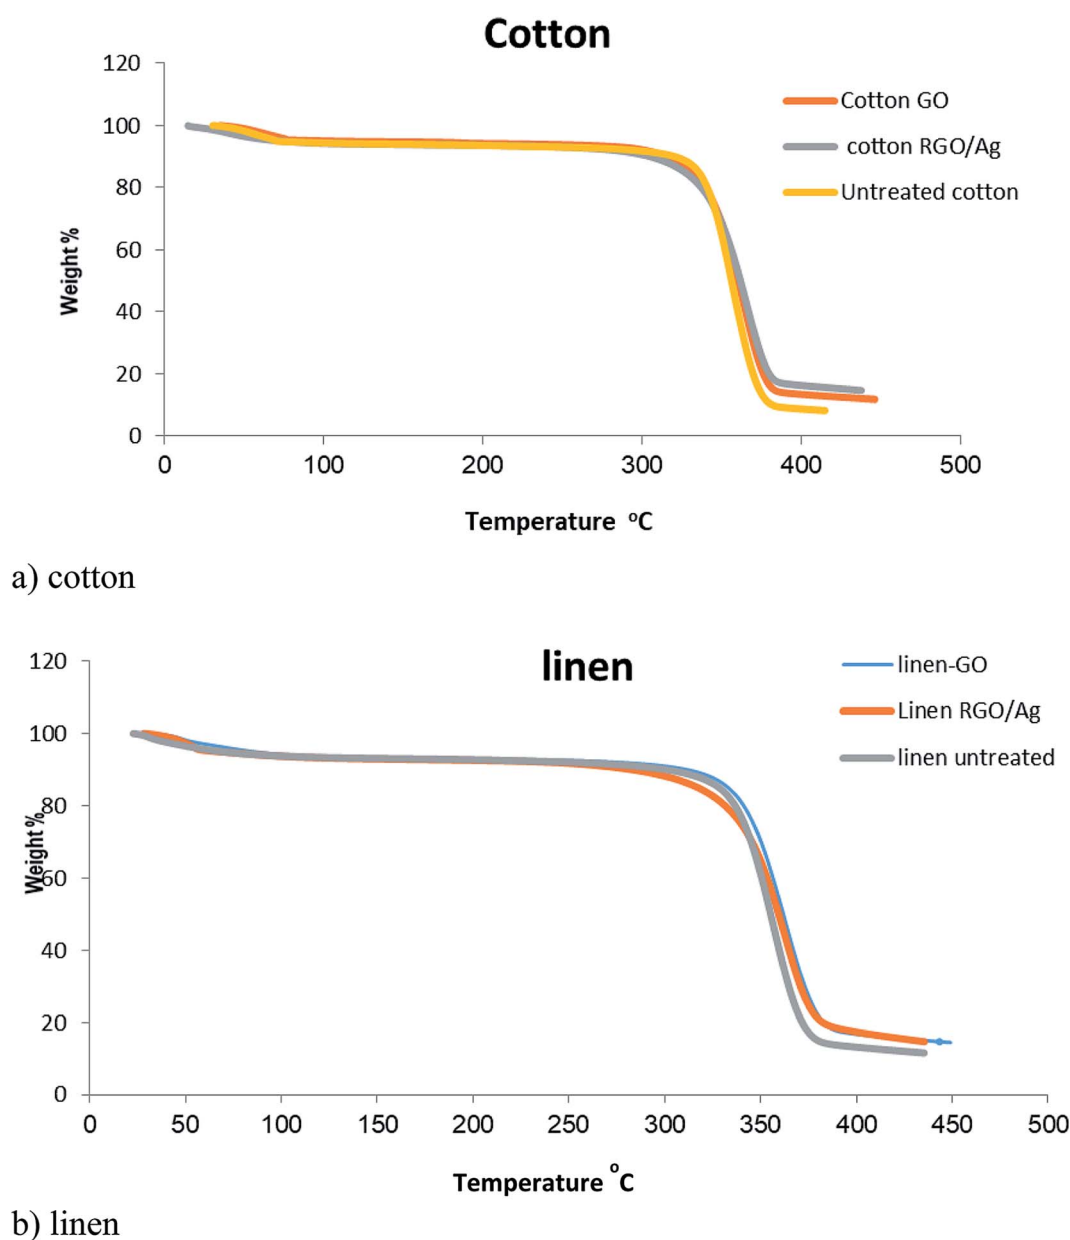 Cotton
120
100
80
60
40
20
0
Weight %
0 100 200 300 400 500
Temperature ºC
Cotton GO
cotton RGO/Ag
Untreated cotton
a) cotton
linen
120
100
80
60
40
20
0
Weight %
0 50 100 150 200 250 300 350 400 450 500
Temperature ºC
linen-GO
Linen RGO/Ag
linen untreated
b) linen